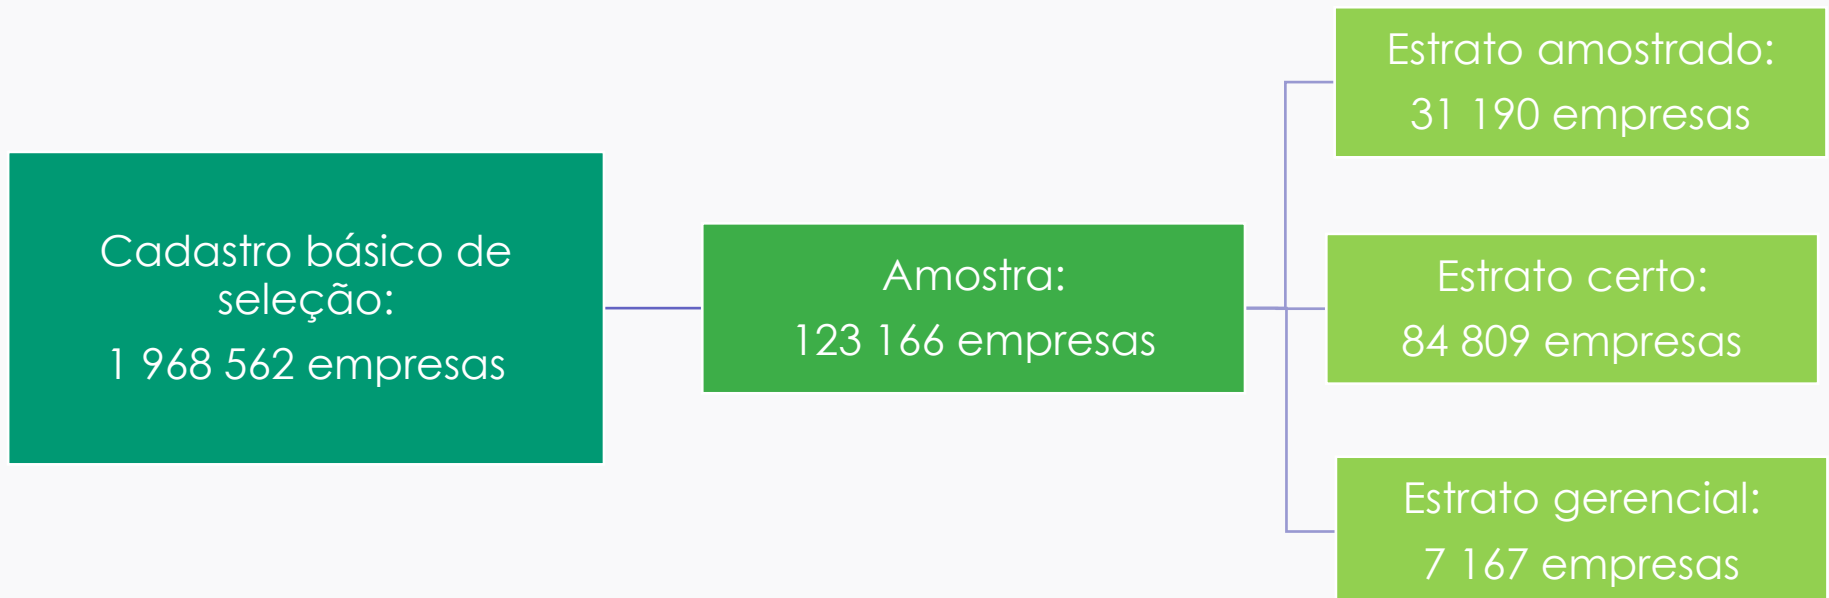 Cadastro básico de
seleção:
1 968 562 empresas
Amostra:
123 166 empresas
Estrato amostrado:
31 190 empresas
Estrato certo:
84 809 empresas
Estrato gerencial:
7 167 empresas